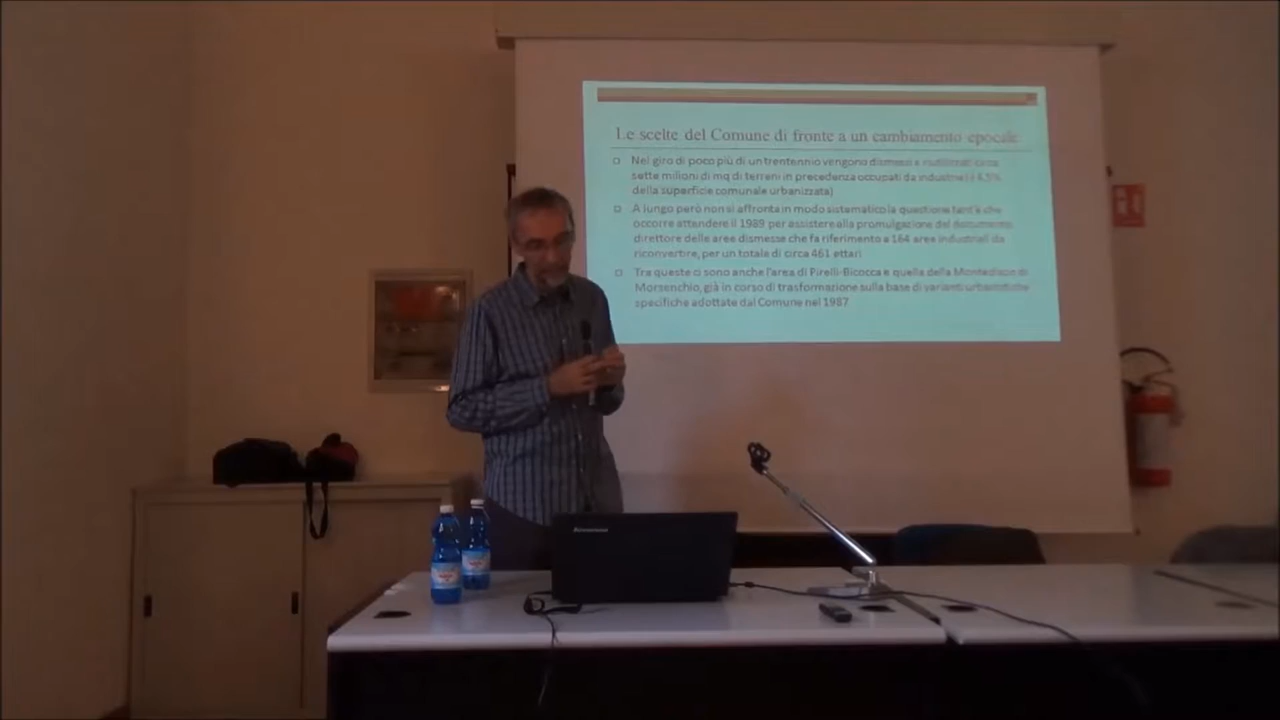 Le scelte del Comune di fronte a un cambiamento epocale
Nel giro di poco più di un trentennio vengono dismessi e riutilizzati circa
sette milioni di mq di terreni in precedenza occupati da industrie (il 4,5%
della superficie comunale urbanizzata)
A lungo però non si affronta in modo sistematico la questione tant'è che
occorre attendere il 1989 per assistere alla promulgazione del documento
direttore delle aree dismesse che fa riferimento a 164 aree industriali da
riconvertire, per un totale di circa 461 ettari
Tra queste ci sono anche l'area di Pirelli-Bicocca e quella della Montedison di
Morsenchio, già in corso di trasformazione sulla base di varianti urbanistiche
specifiche adottate dal Comune nel 1987
lenovo